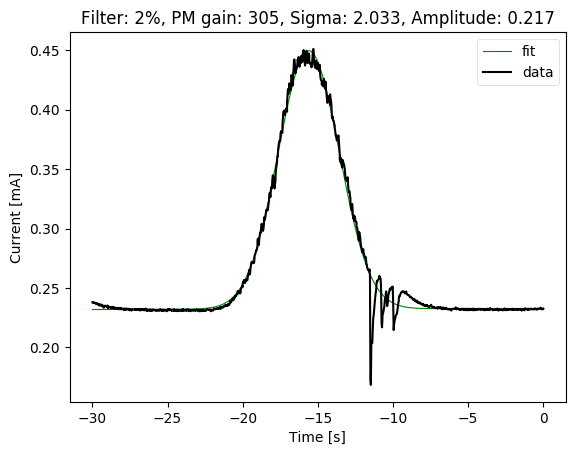 Filter: 2%, PM gain: 305, Sigma: 2.033, Amplitude: 0.217
fit
data
0.45
0.40
0.35
0.30
0.25
0.20
Current [mA]
−30
−25
−20
−15
−10
−5
0
Time [s]